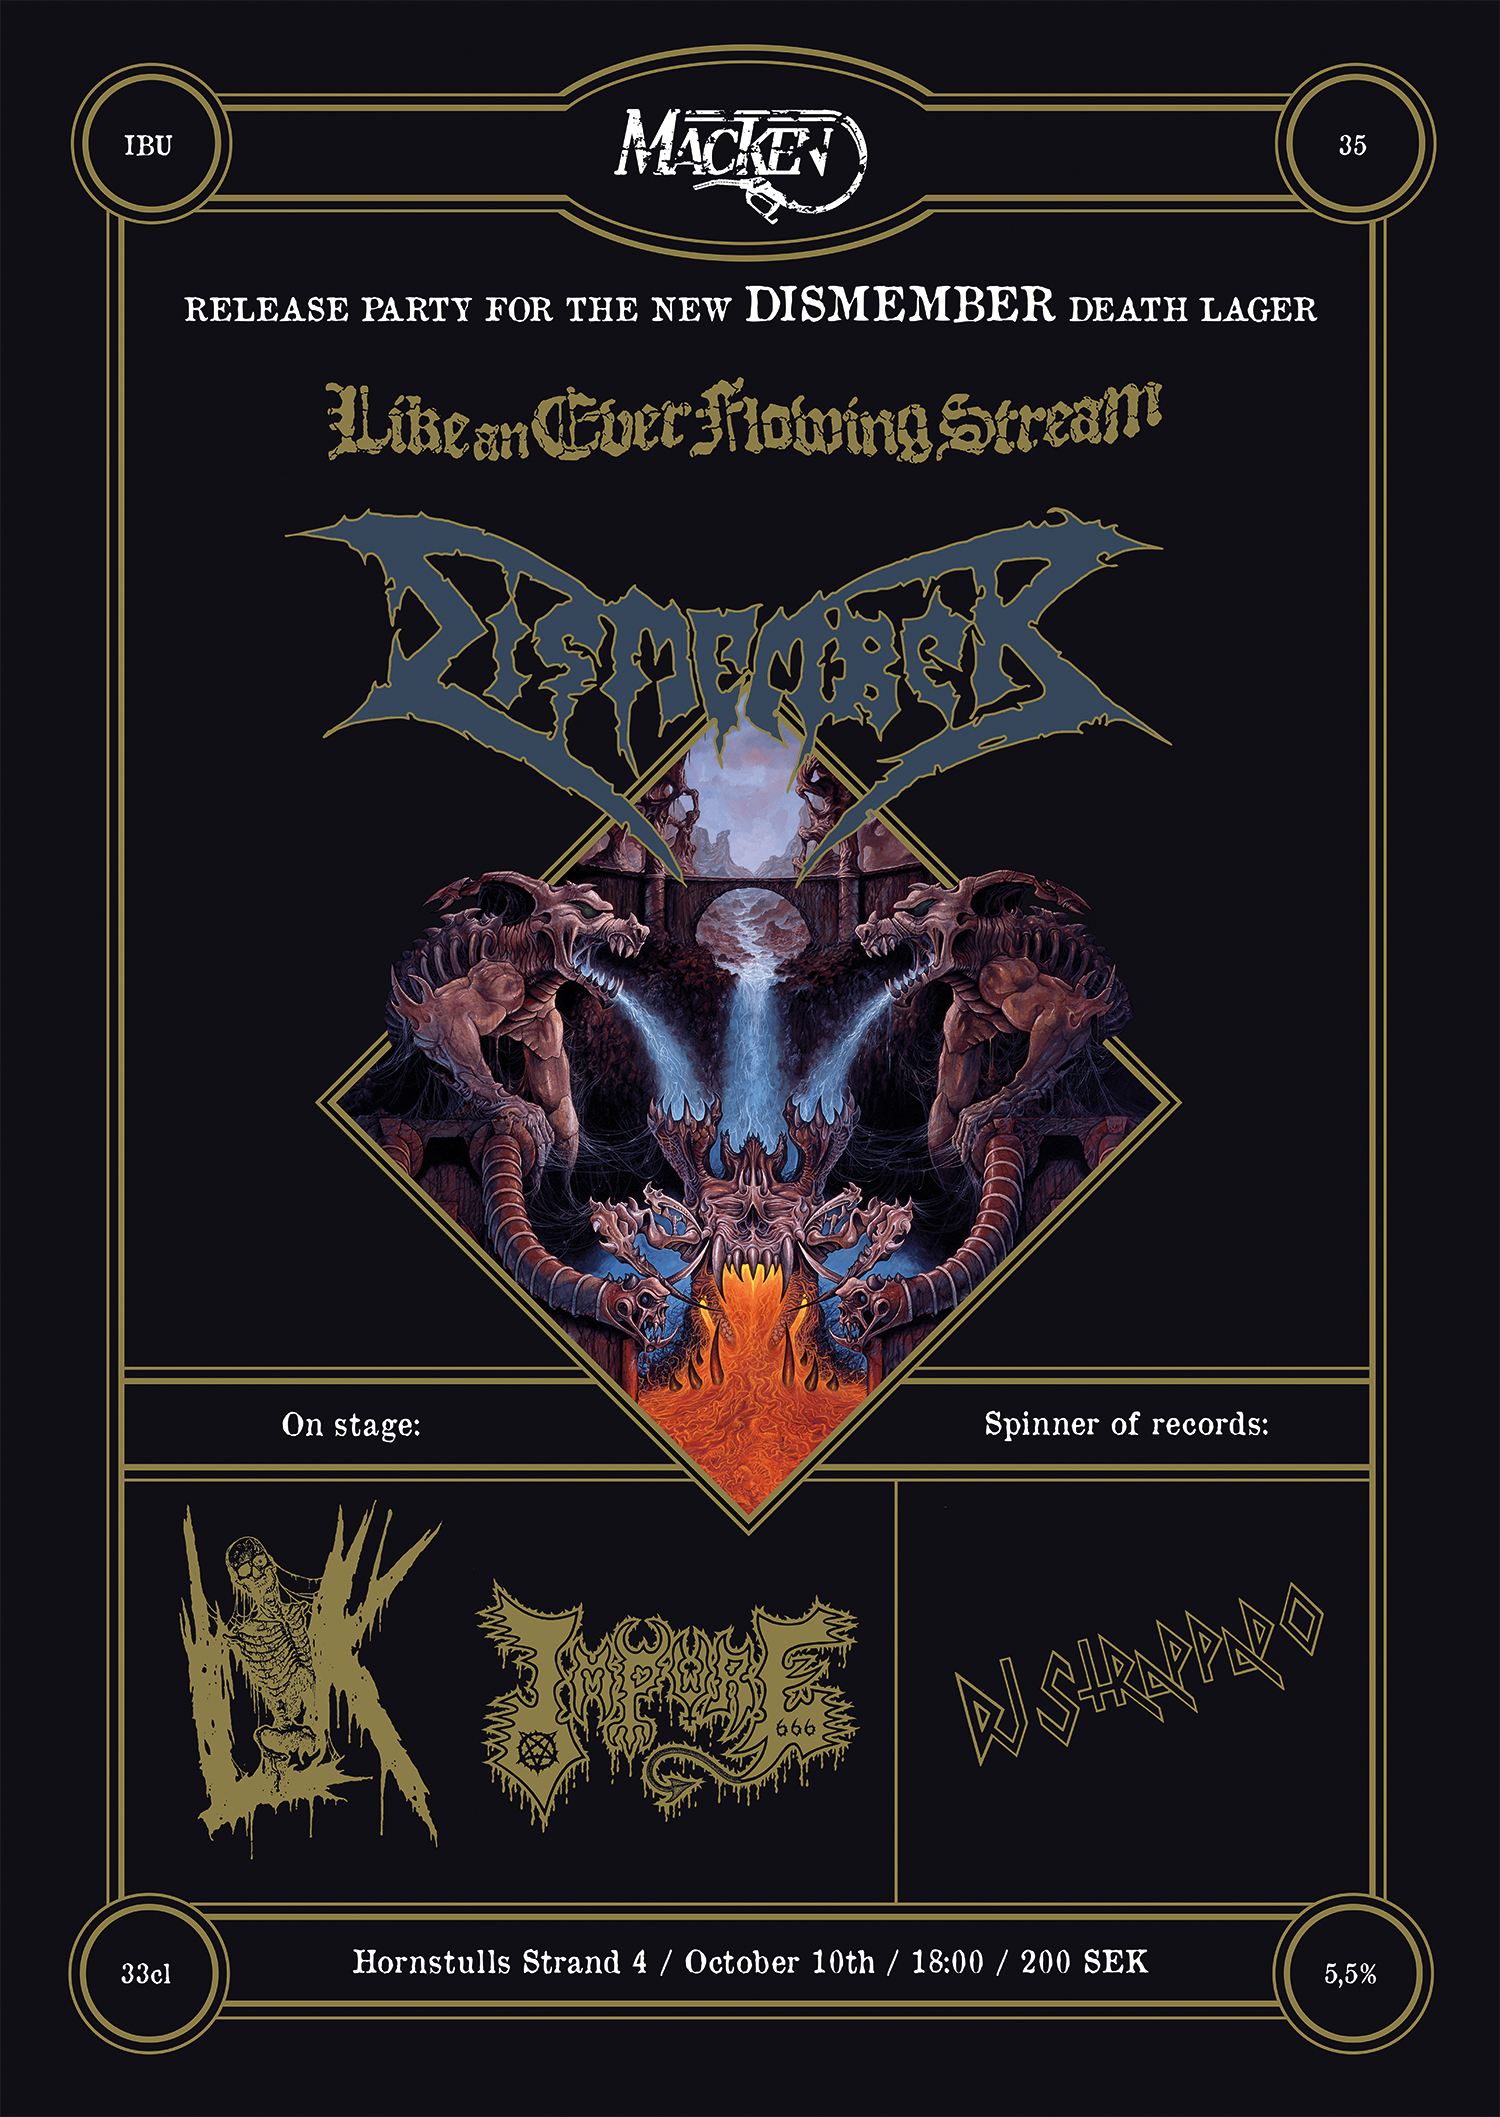 IBU
MACKEN
35
RELEASE PARTY FOR THE NEW DISMEMBER DEATH LAGER
Like an Ever Flowing Stream
DISMEMBER
On stage:
Spinner of records:
LIK
IMPURE
666
DJ STRAPPADO
33cl
Hornstulls Strand 4 / October 10th / 18:00 / 200 SEK
5,5%